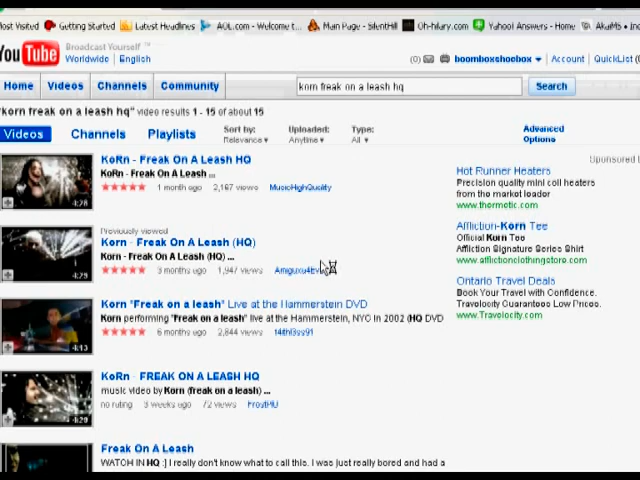 Most Visited Getting Started Latest Headlines AOL.com - Welcome t... Main Page - SilentHill Oh-hilary.com Yahoo! Answers - Home AkaMS • In
YouTube Broadcast Yourself™
Worldwide English
(0) boomboxshoebox Account QuickList (
Home Videos Channels Community
korn freak on a leash hq Search
"korn freak on a leash hq" video results 1 - 15 of about 15
Videos Channels Playlists
Sort by: Relevance
Uploaded: Anytime
Type: All
Advanced Options
KoRn - Freak On A Leash HQ
KoRn - Freak On A Leash ...
1 month ago 2,187 views MusicHighQuality
4:28
Previously viewed
Korn - Freak On A Leash (HQ)
Korn - Freak On A Leash (HQ) ...
3 months ago 1,947 views
4:29
Korn "Freak on a leash" Live at the Hammerstein DVD
Korn performing "Freak on a leash" live at the Hammerstein, NYC in 2002 (HQ DVD
6 months ago 2,844 views
4:13
KoRn - FREAK ON A LEASH HQ
music video by Korn (freak on a leash) ...
no rating 3 weeks ago 72 views
4:29
Freak On A Leash
WATCH IN HQ :] I really don't know what to call this. I was just really bored and had a
Sponsored
Hot Runner Heaters
Precision quality mini coil heaters
from the market leader
www.thermetic.com
Affliction-Korn Tee
Official Korn Tee
Affliction Signature Series Shirt
www.afflictionclothingstore.com
Ontario Travel Deals
Book Your Travel with Confidence.
Travelocity Guarantees Low Prices.
www.Travelocity.com